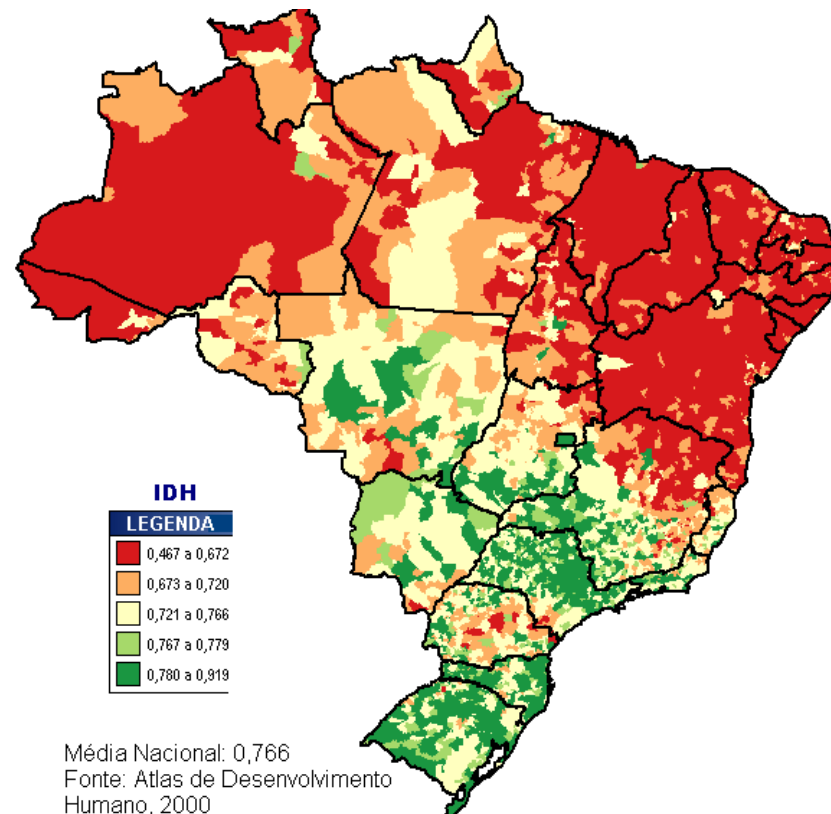 IDH
LEGENDA
0,467 a 0,672
0,673 a 0,720
0,721 a 0,766
0,767 a 0,779
0,780 a 0,919
Média Nacional: 0,766
Fonte: Atlas de Desenvolvimento
Humano, 2000